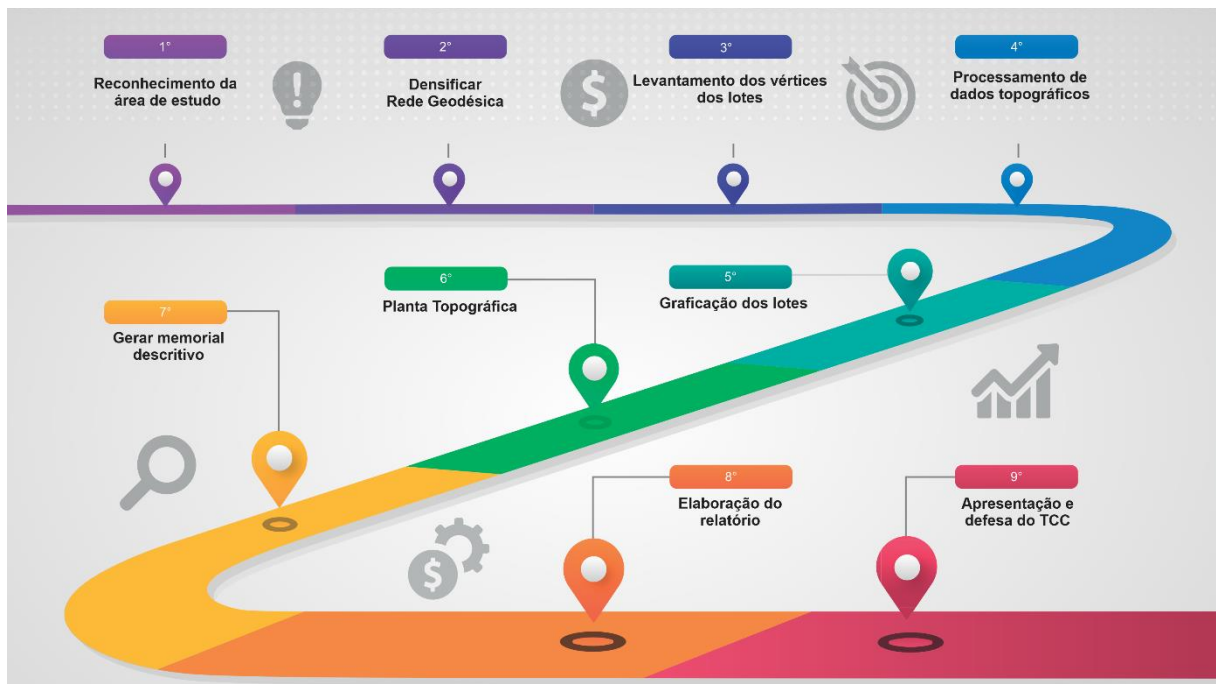 1°
Reconhecimento da
área de estudo
2°
Densificar
Rede Geodésica
$
3°
Levantamento dos vértices
dos lotes
4°
Processamento de
dados topográficos
5°
Graficação dos lotes
6°
Planta Topográfica
7°
Gerar memorial
descritivo
$
8°
Elaboração do
relatório
9°
Apresentação e
defesa do TCC